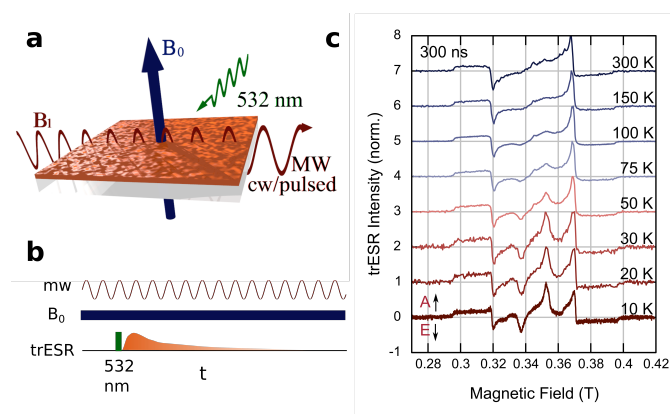 a
B0
532 nm
B1
MW
cw/pulsed
b
mw
B0
trESR
532
nm
t
c
300 ns
trESR Intensity (norm.)
8
7
6
5
4
3
2
1
0
-1
300 K
150 K
100 K
75 K
50 K
30 K
20 K
10 K
A
E
0.28
0.3
0.32
0.34
0.36
0.38
0.40
0.42
Magnetic Field (T)